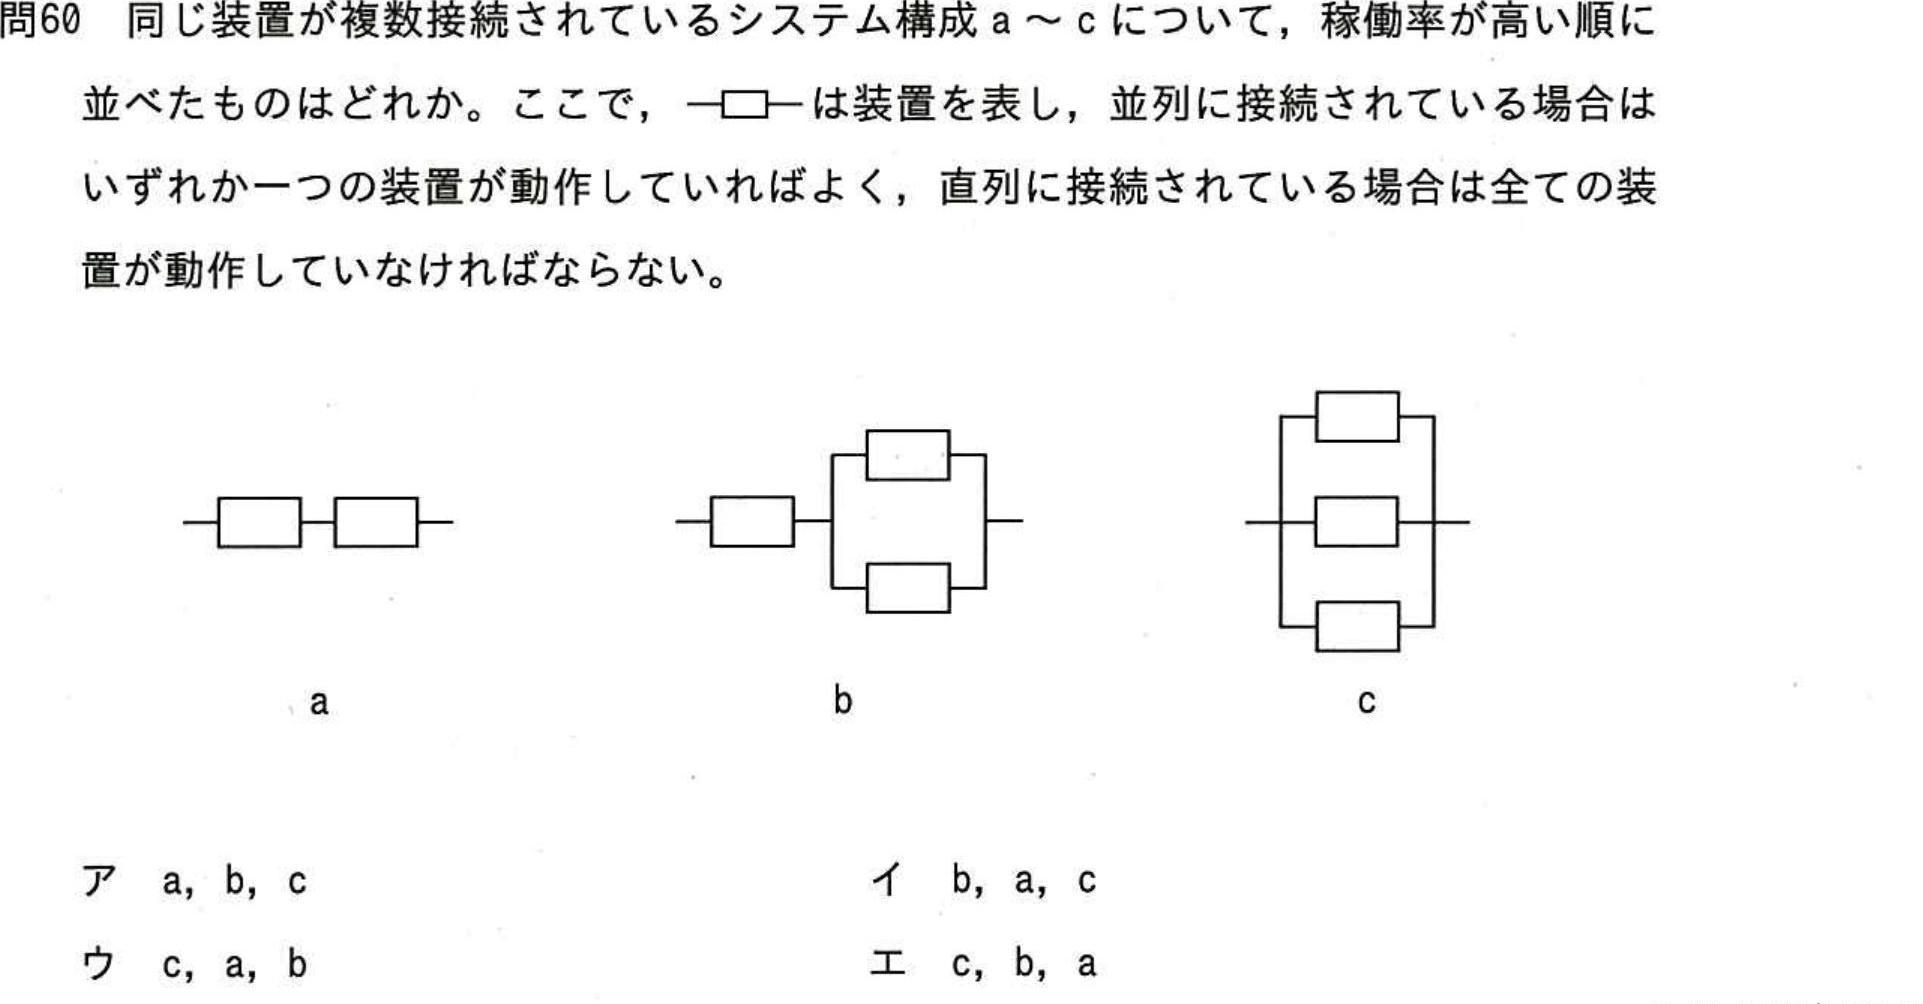 問60 同じ装置が複数接続されているシステム構成 a ～ c について，稼働率が高い順に
並べたものはどれか。ここで，は装置を表し，並列に接続されている場合は
いずれか一つの装置が動作していればよく，直列に接続されている場合は全ての装
置が動作していなければならない。
a b c
ア a, b, c イ b, a, c
ウ c, a, b エ c, b, a